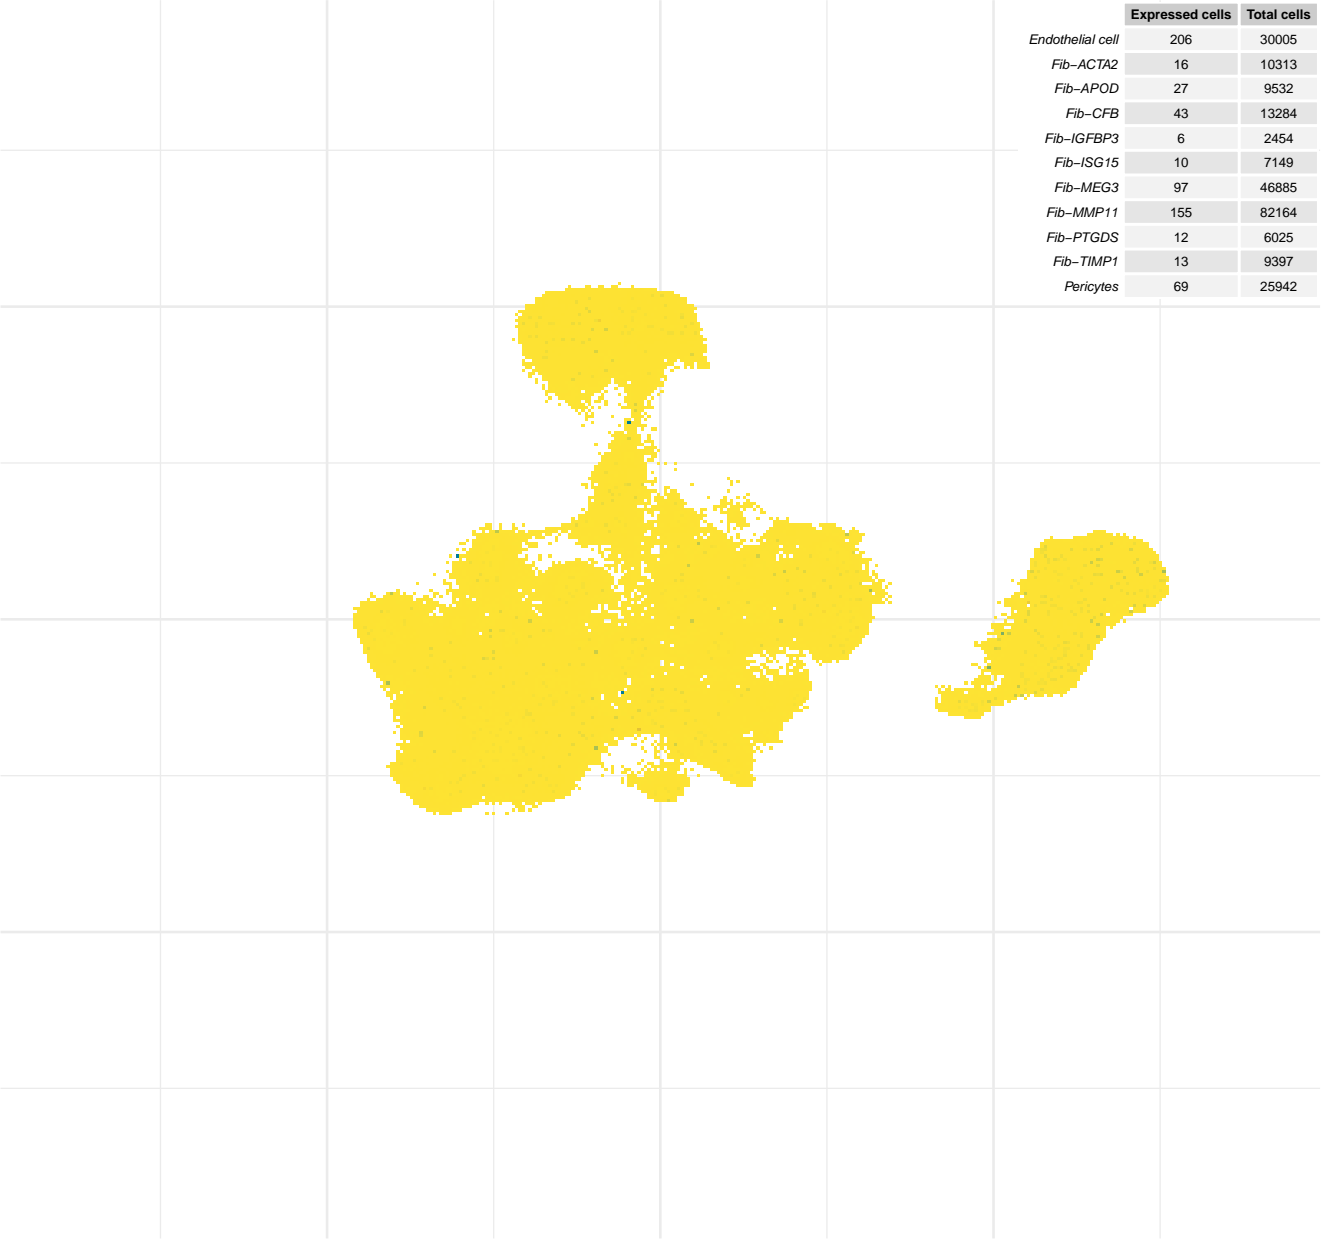 Expressed cells Total cells
Endothelial cell 206 30005
Fib−ACTA2 16 10313
Fib−APOD 27 9532
Fib−CFB 43 13284
Fib−IGFBP3 6 2454
Fib−ISG15 10 7149
Fib−MEG3 97 46885
Fib−MMP11 155 82164
Fib−PTGDS 12 6025
Fib−TIMP1 13 9397
Pericytes 69 25942